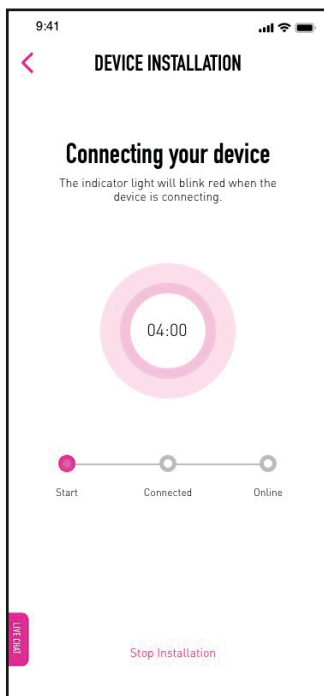 9:41
DEVICE INSTALLATION
Connecting your device
The indicator light will blink red when the
device is connecting.
04:00
Start Connected Online
LIVE CHAT
Stop Installation